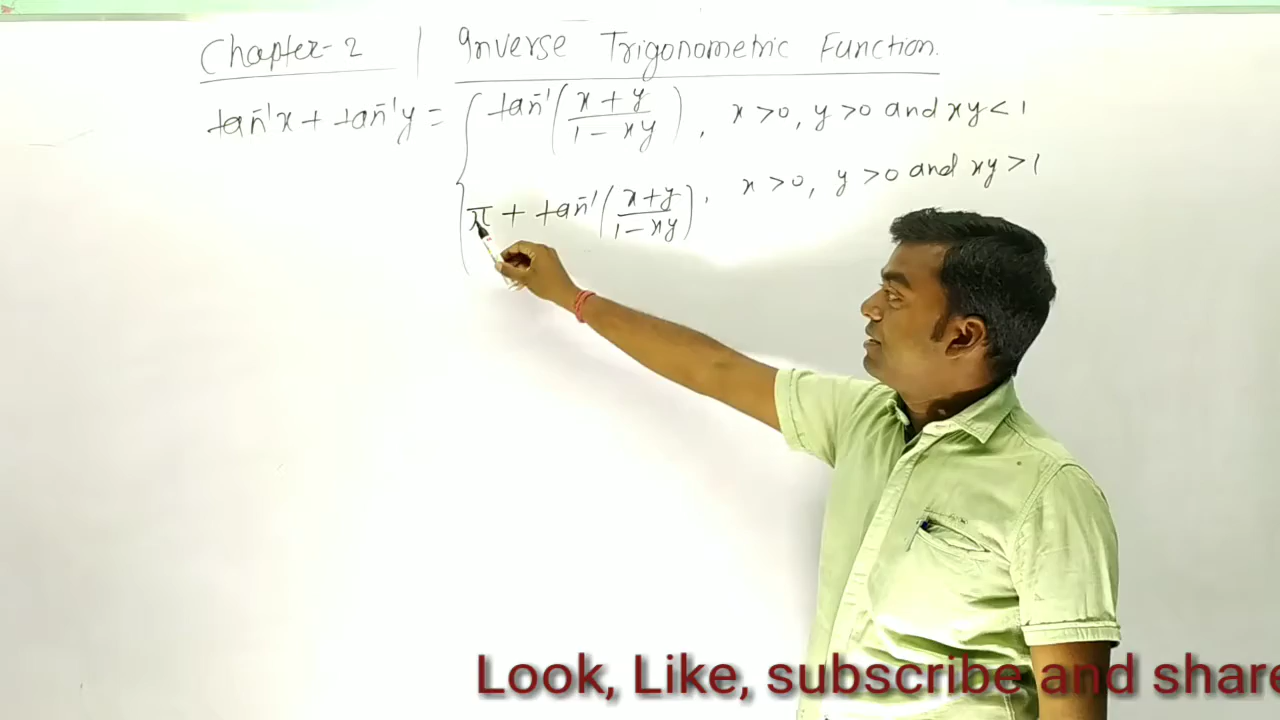 Chapter-2 | Inverse Trigonometric Function.
tan⁻¹x + tan⁻¹y = { tan⁻¹(x+y/1-xy), x>0, y>0 and xy<1
π + tan⁻¹(x+y/1-xy), x>0, y>0 and xy>1
Look, Like, subscribe and share